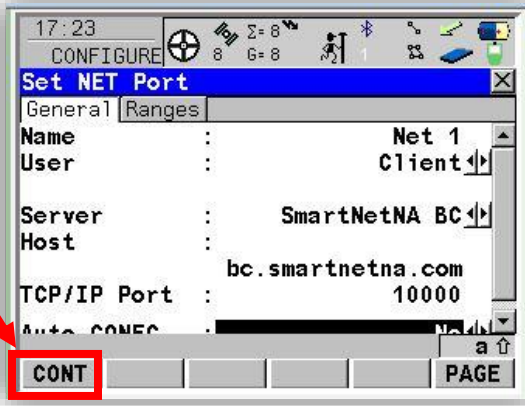 17:23
CONFIGURE
8
Σ= 8
G= 8
1
Set NET Port
General Ranges
Name : Net 1
User : Client
Server : SmartNetNA BC
Host :
bc.smartnetna.com
TCP/IP Port : 10000
Auto CONEC : No
a
CONT PAGE